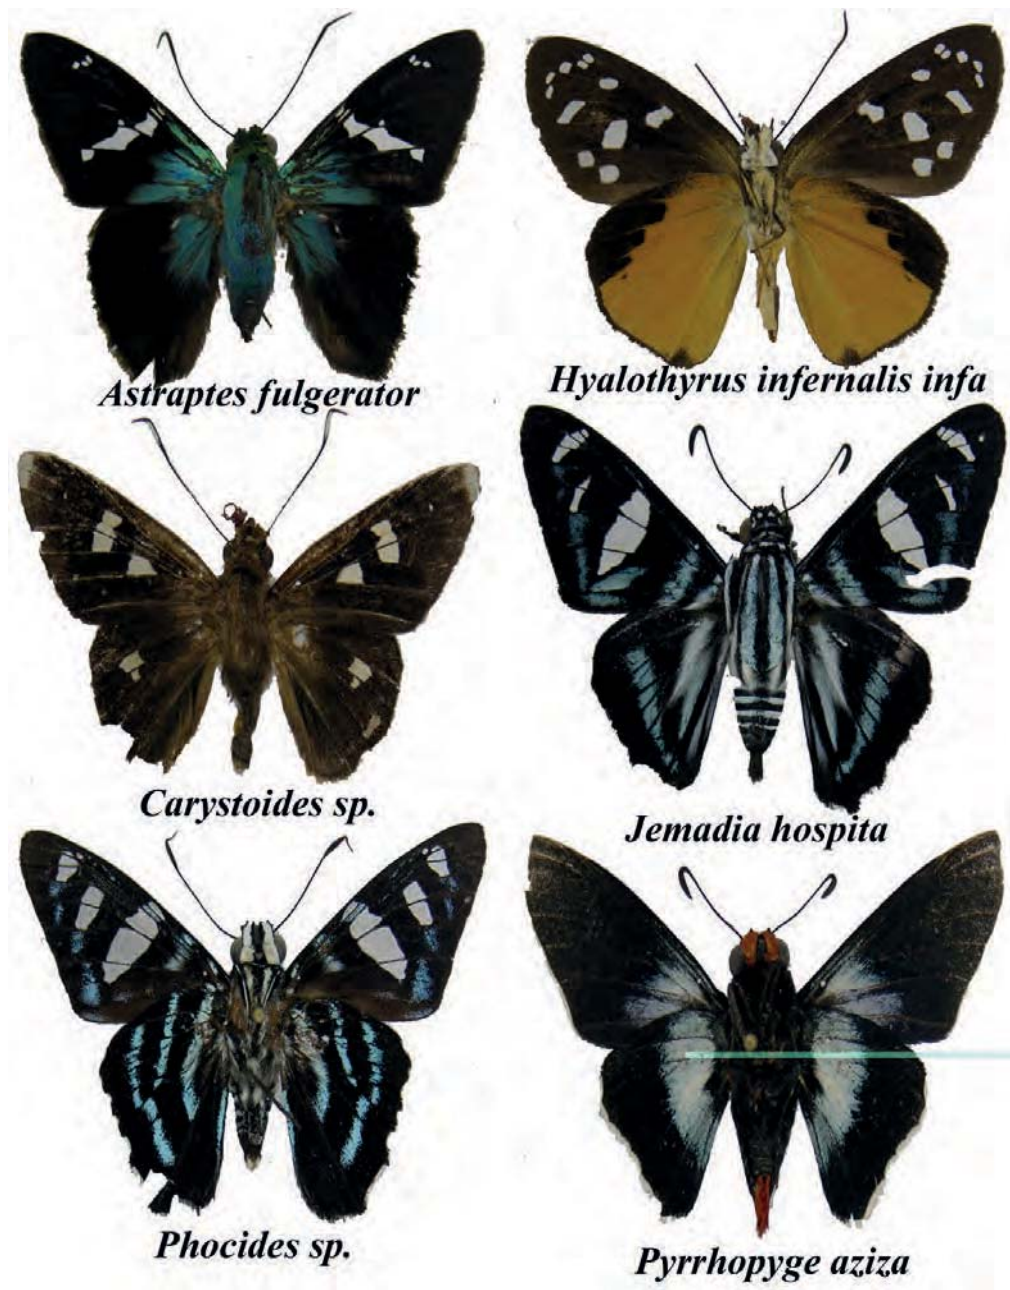 Astraptes fulgerator
Hyalothyrus infernalis infa
Carystoides sp.
Jemadia hospita
Phocides sp.
Pyrrhopyge aziza